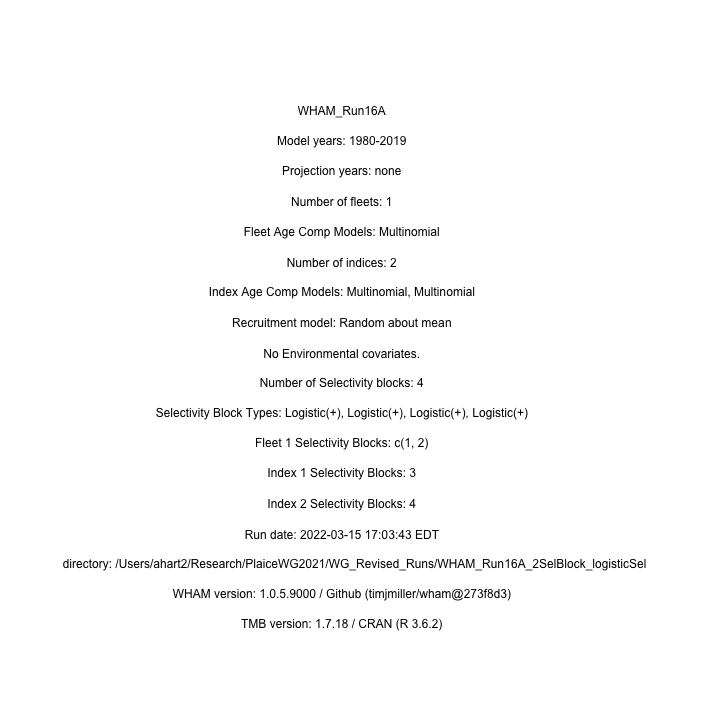 WHAM_Run16A
Model years: 1980-2019
Projection years: none
Number of fleets: 1
Fleet Age Comp Models: Multinomial
Number of indices: 2
Index Age Comp Models: Multinomial, Multinomial
Recruitment model: Random about mean
No Environmental covariates.
Number of Selectivity blocks: 4
Selectivity Block Types: Logistic(+), Logistic(+), Logistic(+), Logistic(+)
Fleet 1 Selectivity Blocks: c(1, 2)
Index 1 Selectivity Blocks: 3
Index 2 Selectivity Blocks: 4
Run date: 2022-03-15 17:03:43 EDT
directory: /Users/ahart2/Research/PlaiceWG2021/WG_Revised_Runs/WHAM_Run16A_2SelBlock_logisticSel
WHAM version: 1.0.5.9000 / Github (timjmiller/wham@273f8d3)
TMB version: 1.7.18 / CRAN (R 3.6.2)